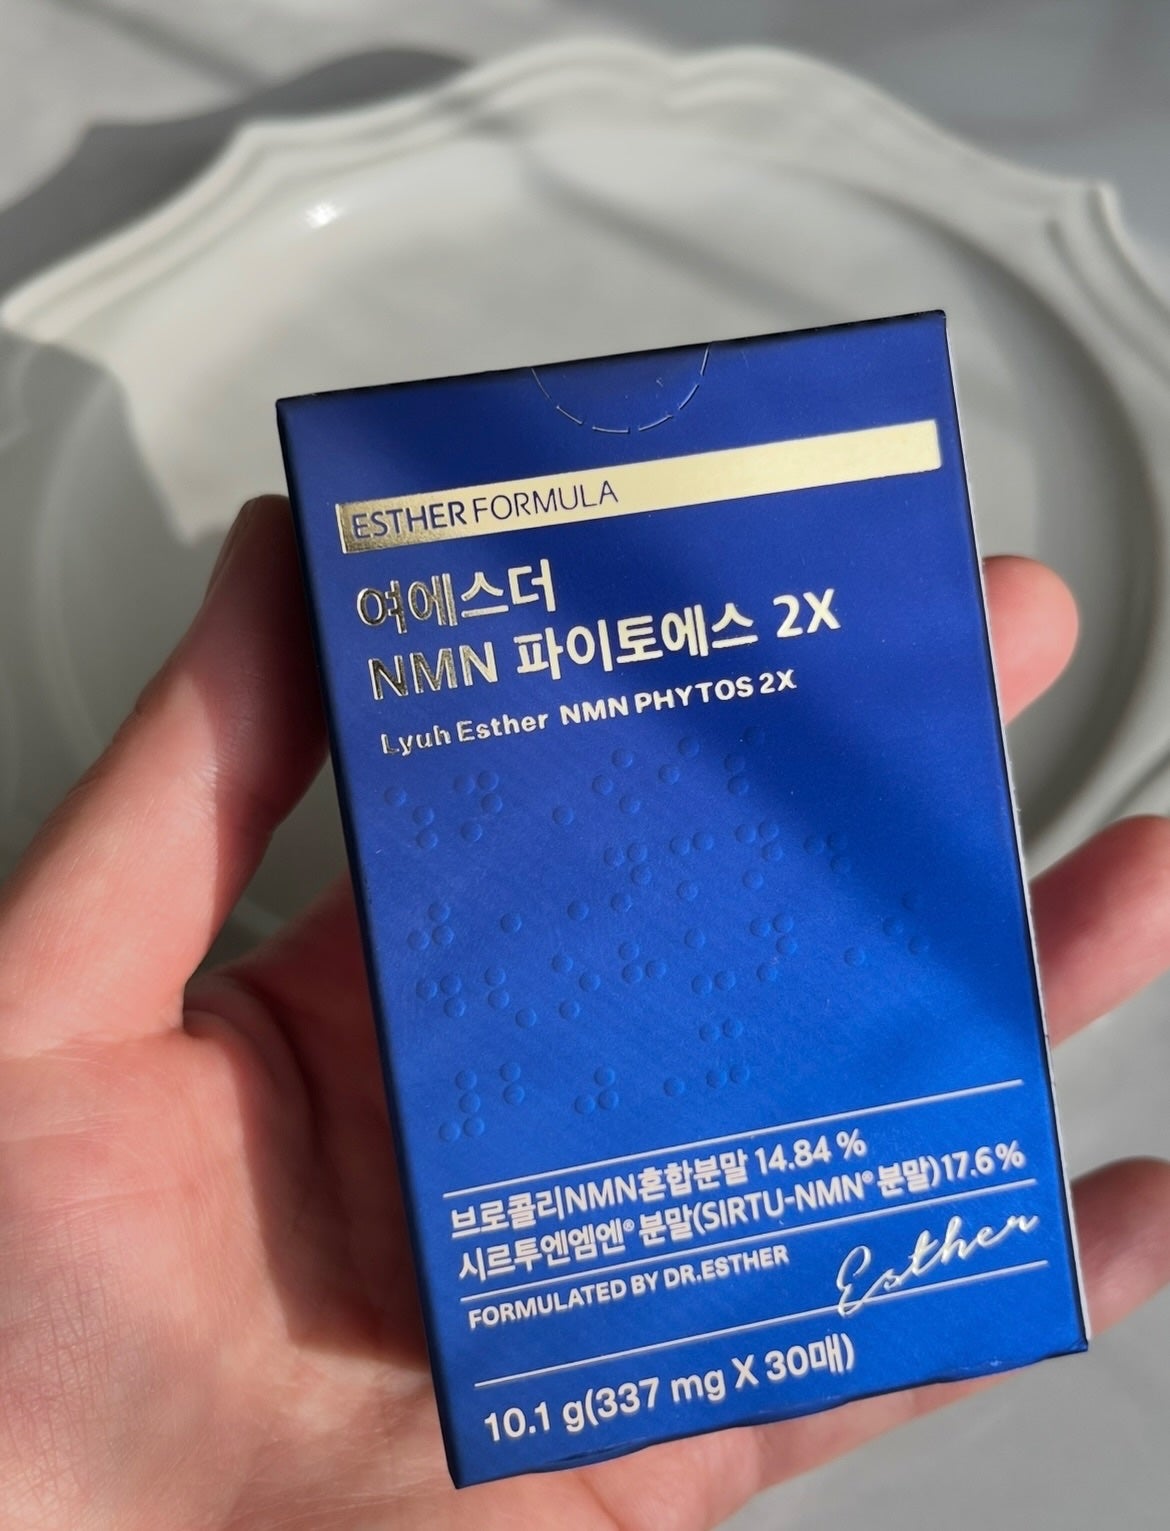 ESTHER FORMULA
여에스더
NMN 파이토에스 2X
Lyuh Esther NMN PHYTOS 2X
브로콜리NMN혼합분말 14.84 %
시르투엔엠엔® 분말(SIRTU-NMN® 분말)17.6%
FORMULATED BY DR.ESTHER
Esther
10.1 g(337 mg X 30매)